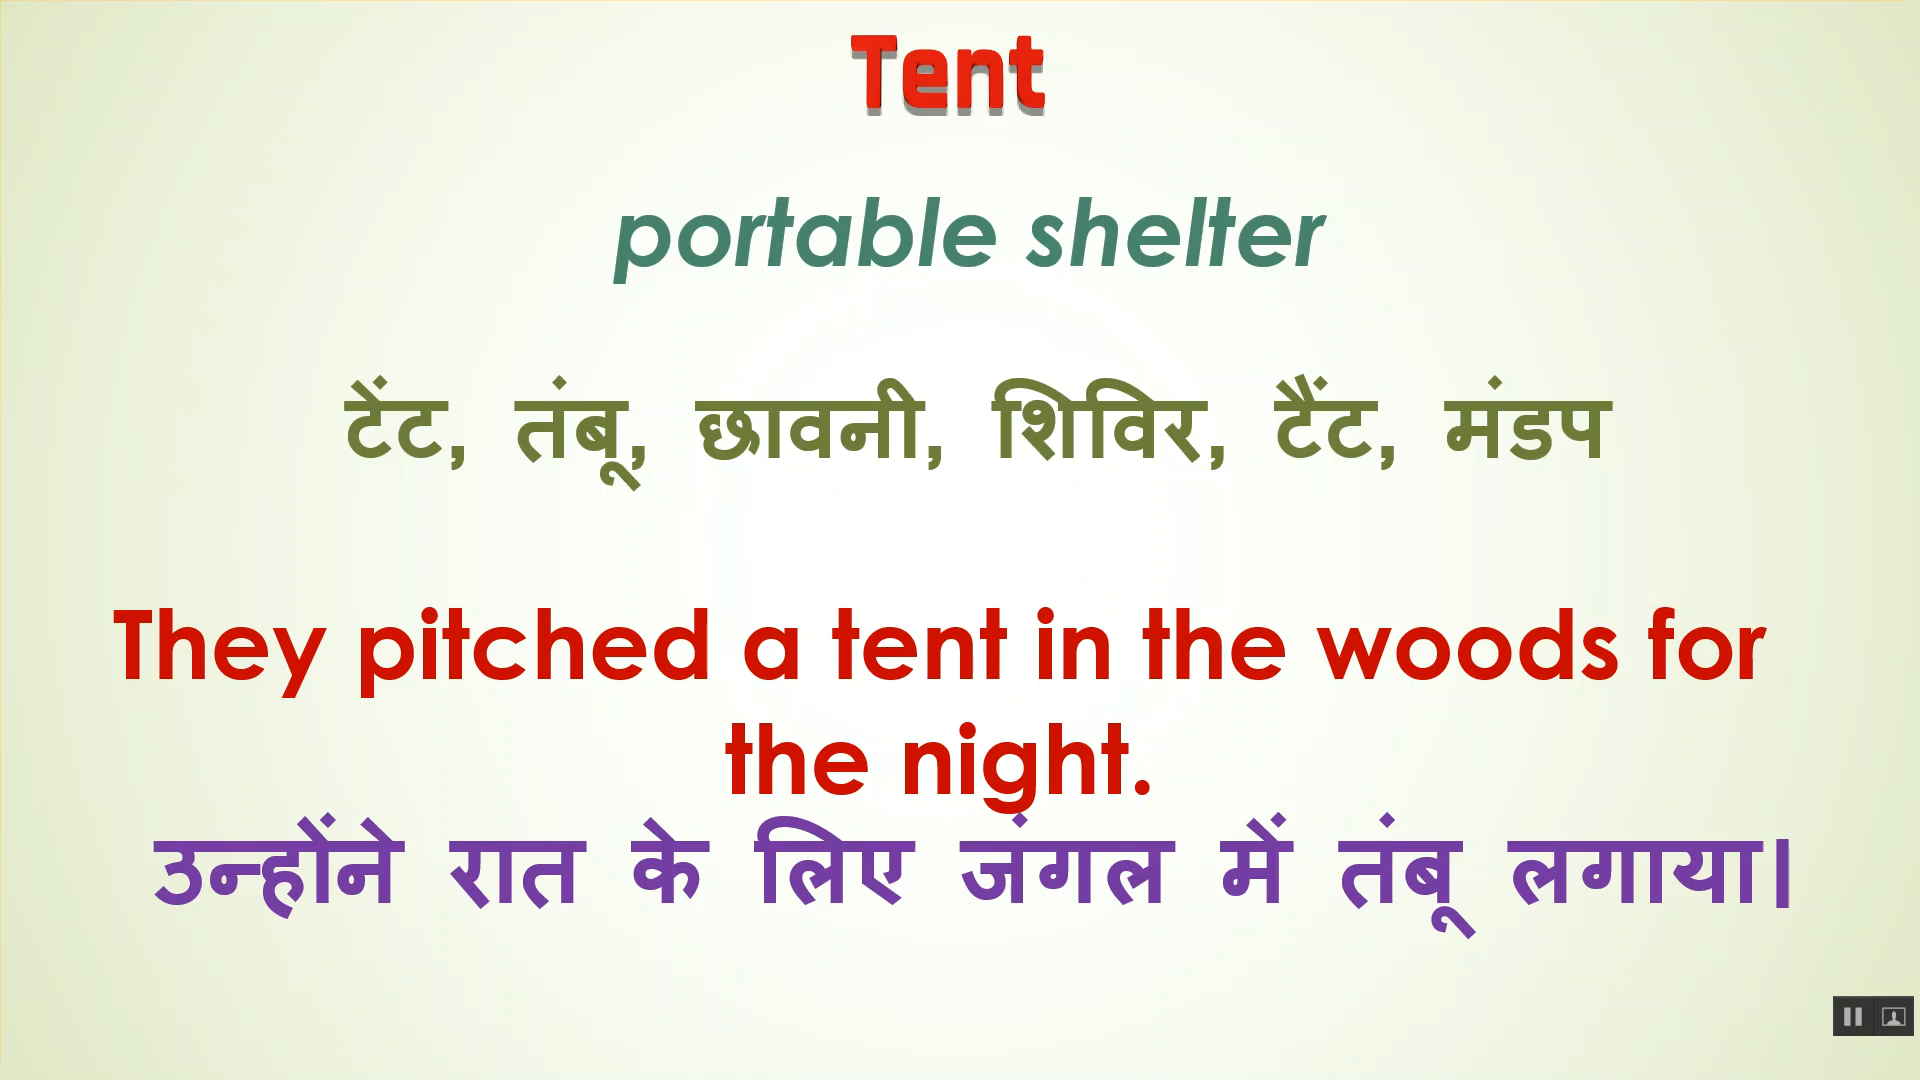 Tent
portable shelter
टेंट, तंबू, छावनी, शिविर, टैंट, मंडप
They pitched a tent in the woods for
the night.
उन्होंने रात के लिए जंगल में तंबू लगाया।